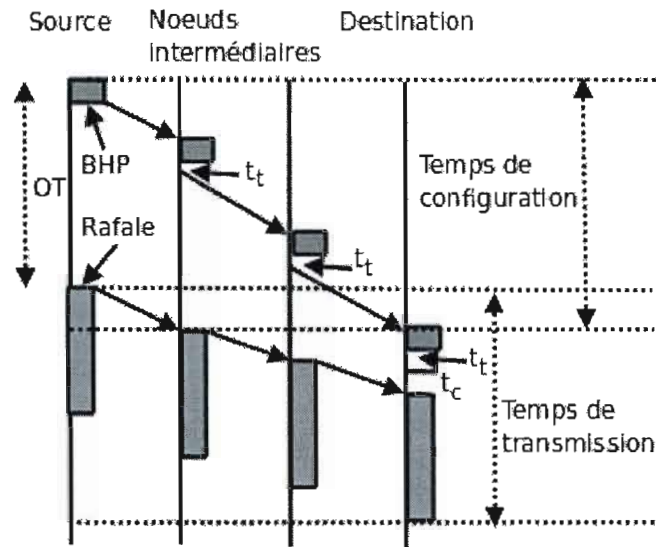 Source
Noeuds
intermédiaires
Destination
BHP
t_t
OT
Temps de
configuration
Rafale
t_t
t_t
t_c
Temps de
transmission